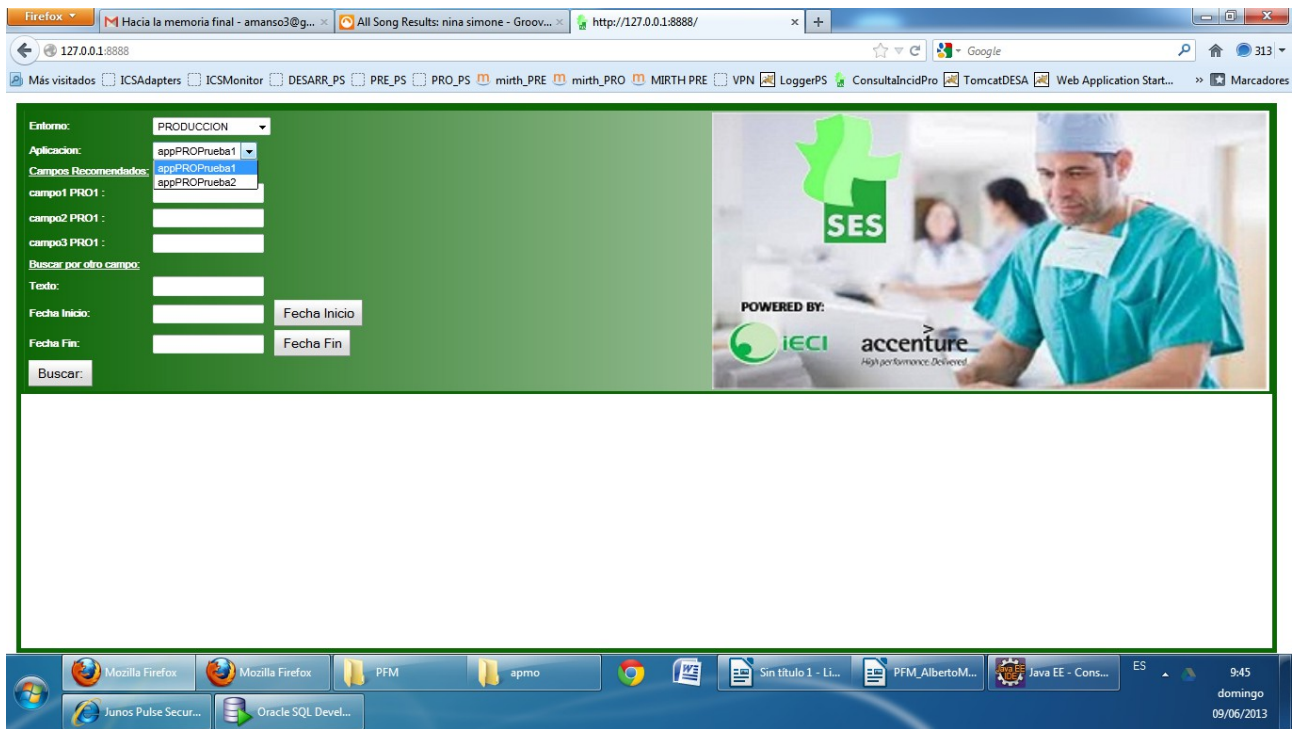 Firefox
Hacia la memoria final - amanso3@g...
All Song Results: nina simone - Groov...
http://127.0.0.1:8888/
127.0.0.1:8888
Google
313
Más visitados
ICSAdapters
ICSMonitor
DESARR_PS
PRE_PS
PRO_PS
mirth_PRE
mirth_PRO
MIRTH PRE
VPN
LoggerPS
ConsultaIncidPro
TomcatDESA
Web Application Start...
Marcadores
Entorno: PRODUCCION
Aplicacion: appPROPrueba1
Campos Recomendados: appPROPrueba1
appPROPrueba2
campo1 PRO1 :
campo2 PRO1 :
campo3 PRO1 :
Buscar por otro campo:
Texto:
Fecha Inicio: Fecha Inicio
Fecha Fin: Fecha Fin
Buscar:
SES
POWERED BY:
iECI
accenture
High performance. Delivered
Mozilla Firefox
Mozilla Firefox
PFM
apmo
Sin título 1 - Li...
PFM_AlbertoM...
Java EE - Cons...
ES
9:45
domingo
09/06/2013
Junos Pulse Secur...
Oracle SQL Devel...